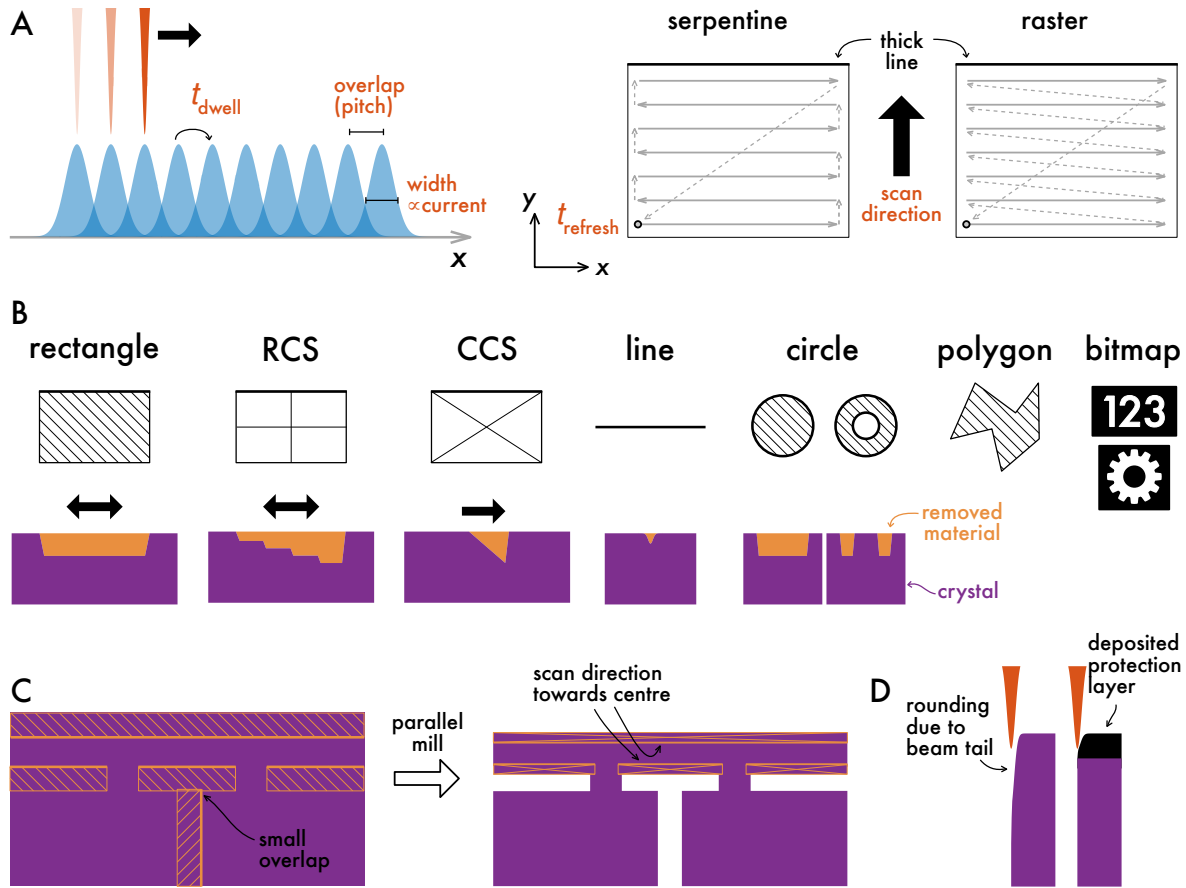 A
t dwell
overlap
(pitch)
width
∝current
x
y
x
t refresh
serpentine
raster
thick
line
scan
direction
B
rectangle
RCS
CCS
line
circle
polygon
bitmap
123
removed
material
crystal
C
parallel
mill
scan direction
towards centre
small
overlap
D
deposited
protection
layer
rounding
due to
beam tail